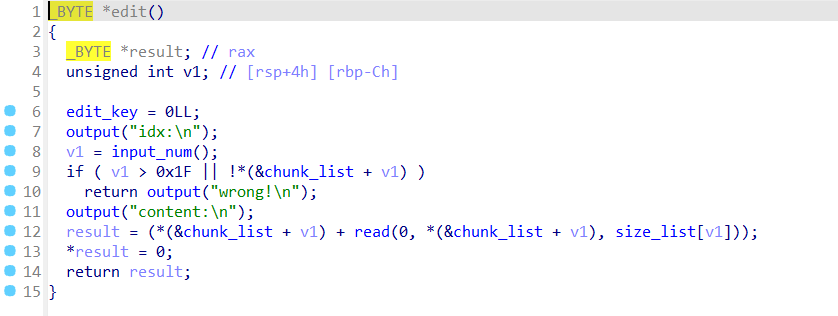 1 _BYTE *edit()
2 {
3 _BYTE *result; // rax
4 unsigned int v1; // [rsp+4h] [rbp-Ch]
5
6 edit_key = 0LL;
7 output("idx:\n");
8 v1 = input_num();
9 if ( v1 > 0x1F || !*(&chunk_list + v1) )
10 return output("wrong!\n");
11 output("content:\n");
12 result = (*(&chunk_list + v1) + read(0, *(&chunk_list + v1), size_list[v1]));
13 *result = 0;
14 return result;
15 }